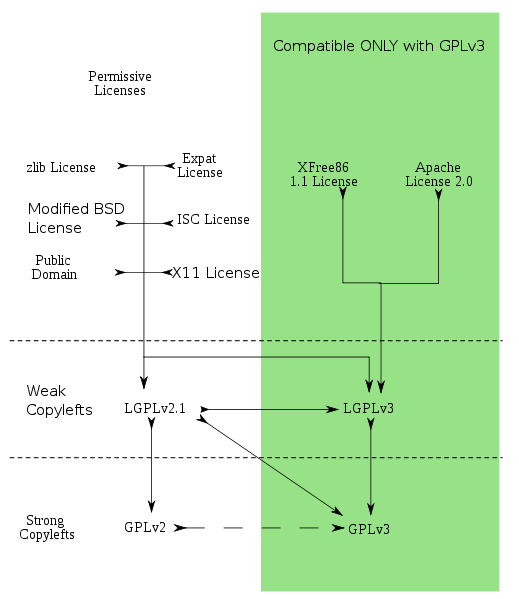 Compatible ONLY with GPLv3
Permissive
Licenses
zlib License
Expat
License
XFree86
1.1 License
Apache
License 2.0
Modified BSD
License
ISC License
Public
Domain
X11 License
Weak
Copylefts
LGPLv2.1
LGPLv3
Strong
Copylefts
GPLv2
GPLv3